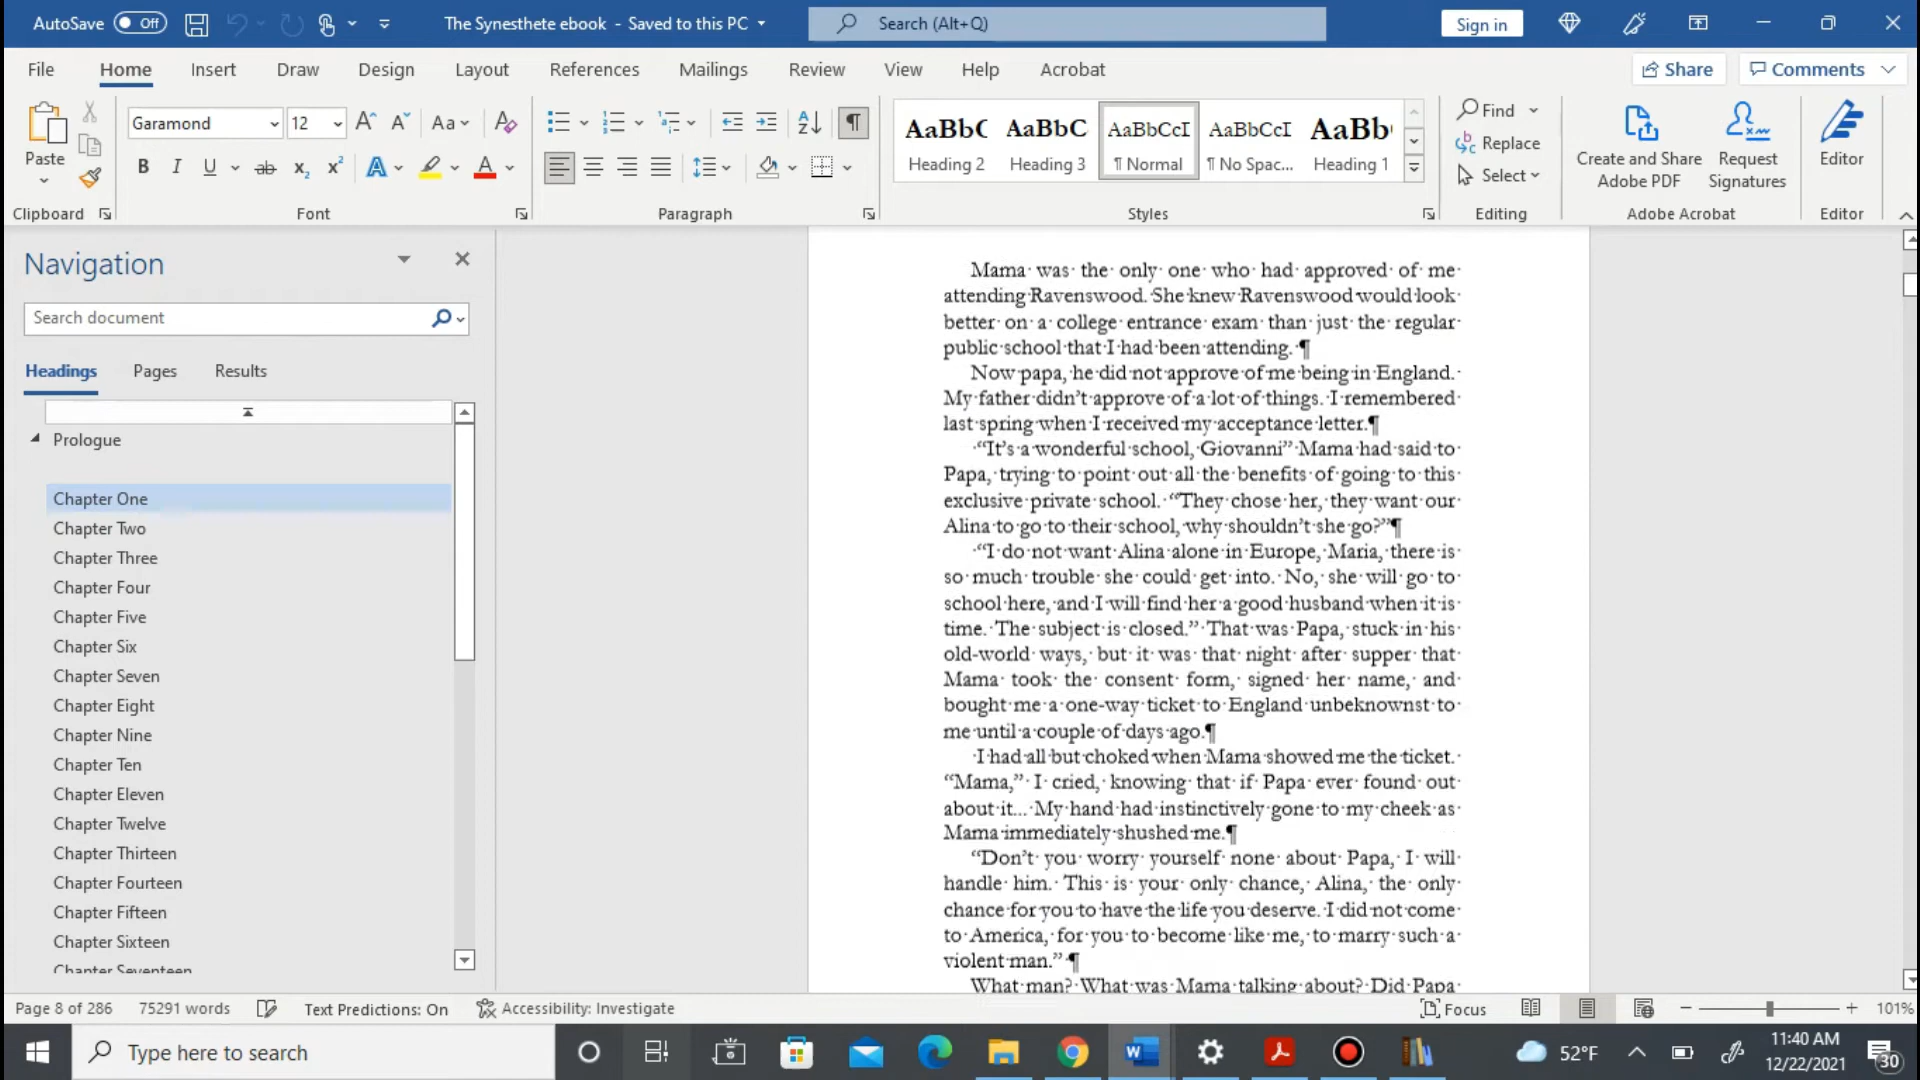 AutoSave Off The Synesthete ebook - Saved to this PC Search (Alt+Q) Sign in
File Home Insert Draw Design Layout References Mailings Review View Help Acrobat Share Comments
Paste
Garamond 12 Aa
B I U ab x₂ x² A A
AaBbC AaBbC AaBbCcI AaBbCcI AaBb
Heading 2 Heading 3 ¶ Normal ¶ No Spac... Heading 1
Find
Replace
Select
Create and Share
Adobe PDF
Request
Signatures
Editor
Clipboard Font Paragraph Styles Editing Adobe Acrobat Editor
Navigation
Search document
Headings Pages Results
Prologue
Chapter One
Chapter Two
Chapter Three
Chapter Four
Chapter Five
Chapter Six
Chapter Seven
Chapter Eight
Chapter Nine
Chapter Ten
Chapter Eleven
Chapter Twelve
Chapter Thirteen
Chapter Fourteen
Chapter Fifteen
Chapter Sixteen
Chapter Seventeen
Mama was the only one who had approved of me
attending Ravenswood. She knew Ravenswood would look
better on a college entrance exam than just the regular
public school that I had been attending. ¶
Now papa, he did not approve of me being in England.
My father didn’t approve of a lot of things. I remembered
last spring when I received my acceptance letter.¶
“It’s a wonderful school, Giovanni” Mama had said to
Papa, trying to point out all the benefits of going to this
exclusive private school. “They chose her, they want our
Alina to go to their school, why shouldn’t she go?”¶
“I do not want Alina alone in Europe, Maria, there is
so much trouble she could get into. No, she will go to
school here, and I will find her a good husband when it is
time. The subject is closed.” That was Papa, stuck in his
old-world ways, but it was that night after supper that
Mama took the consent form, signed her name, and
bought me a one-way ticket to England unbeknownst to
me until a couple of days ago.¶
I had all but choked when Mama showed me the ticket.
“Mama,” I cried, knowing that if Papa ever found out
about it... My hand had instinctively gone to my cheek as
Mama immediately shushed me.¶
“Don’t you worry yourself none about Papa, I will
handle him. This is your only chance, Alina, the only
chance for you to have the life you deserve. I did not come
to America, for you to become like me, to marry such a
violent man.” ¶
What man? What was Mama talking about? Did Papa
Page 8 of 286 75291 words Text Predictions: On Accessibility: Investigate Focus 101%
Type here to search 52°F 11:40 AM
12/22/2021 30